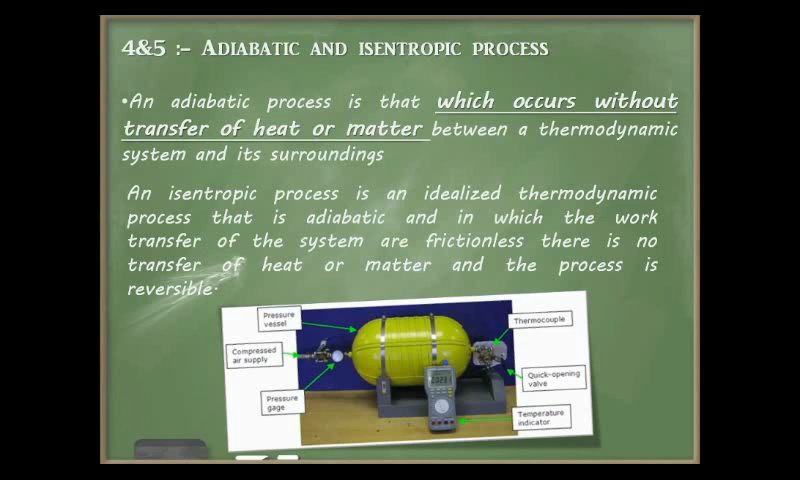 4&5 :- ADIABATIC AND ISENTROPIC PROCESS
•An adiabatic process is that which occurs without
transfer of heat or matter between a thermodynamic
system and its surroundings
An isentropic process is an idealized thermodynamic
process that is adiabatic and in which the work
transfer of the system are frictionless there is no
transfer of heat or matter and the process is
reversible.
Pressure
vessel
Thermocouple
Compressed
air supply
Quick-opening
valve
Pressure
gage
Temperature
indicator